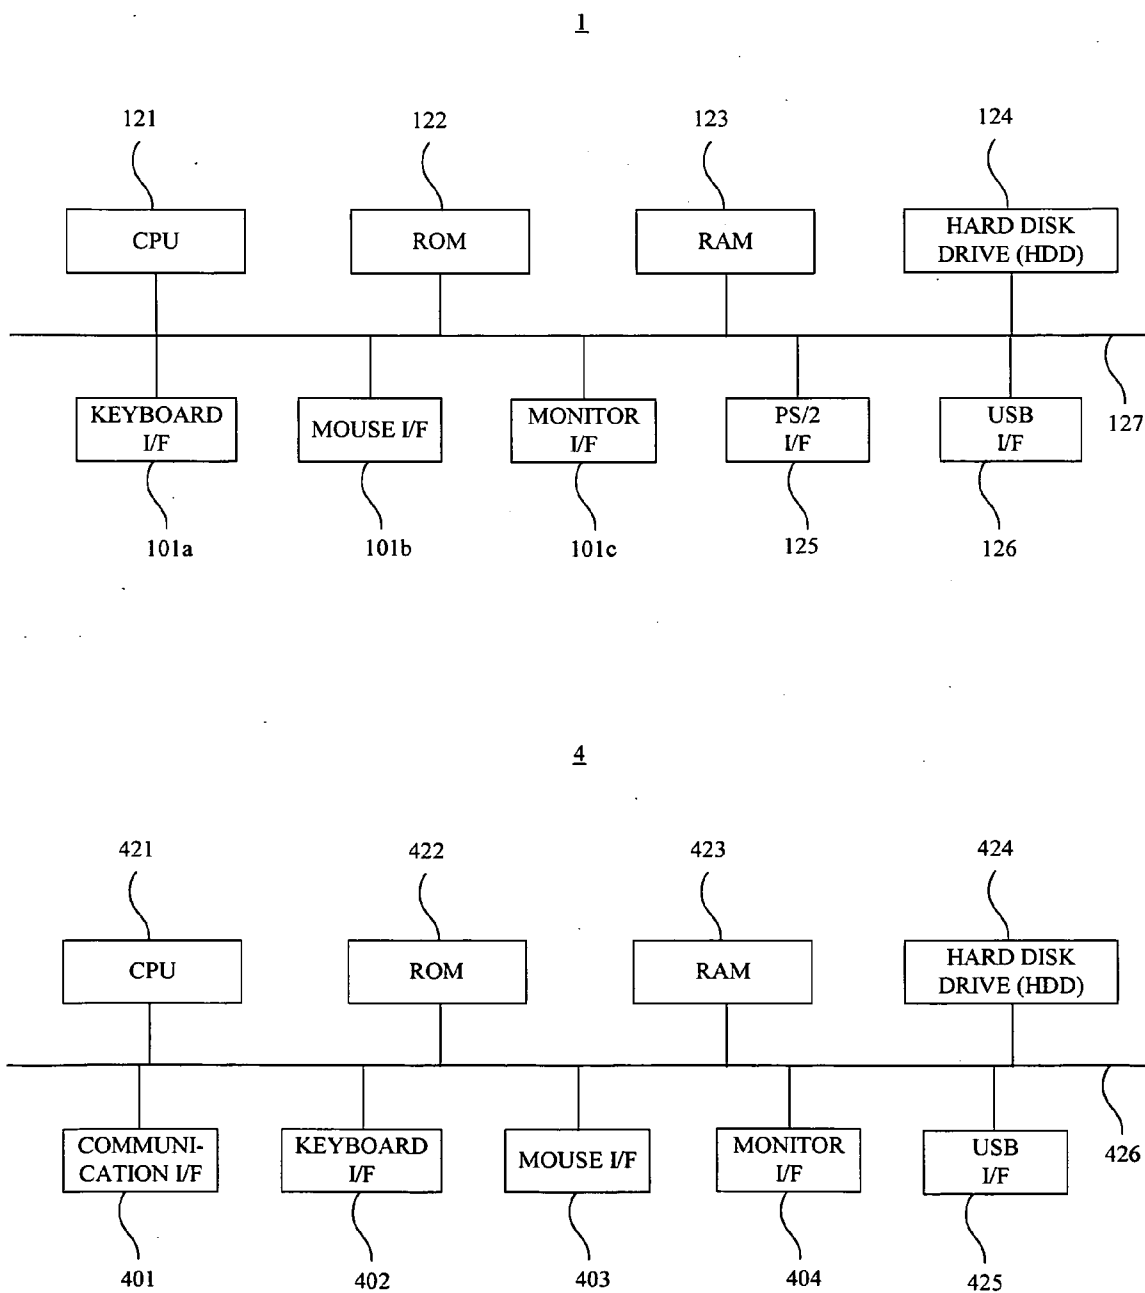 1
121 122 123 124
CPU ROM RAM HARD DISK
DRIVE (HDD)
KEYBOARD
I/F
MOUSE I/F
MONITOR
I/F
PS/2
I/F
USB
I/F
127
101a 101b 101c 125 126
4
421 422 423 424
CPU ROM RAM HARD DISK
DRIVE (HDD)
COMMUNI-
CATION I/F
KEYBOARD
I/F
MOUSE I/F
MONITOR
I/F
USB
I/F
426
401 402 403 404 425